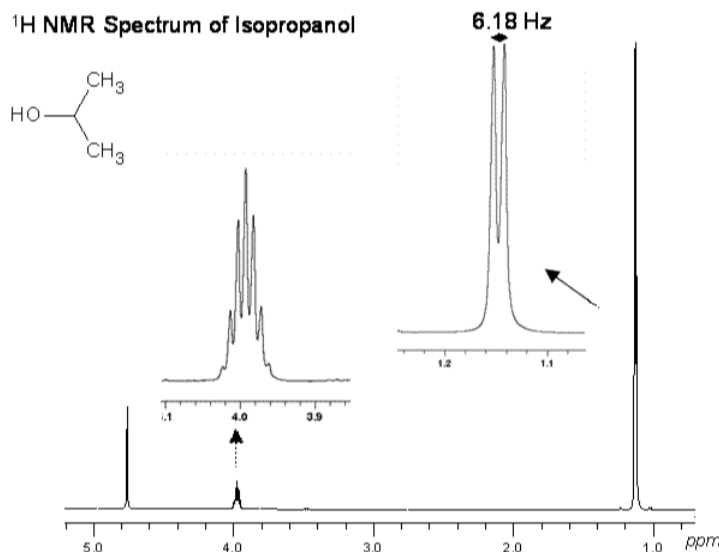 ¹H NMR Spectrum of Isopropanol
6.18 Hz
CH₃
HO
CH₃
1.2 1.1
.1 4.0 3.9
5.0 4.0 3.0 2.0 1.0 ppm